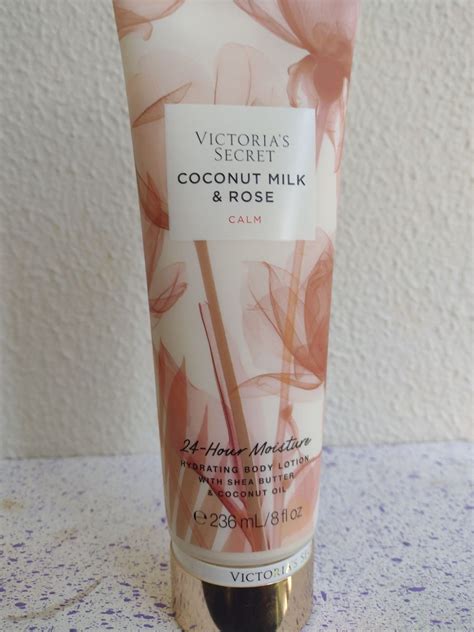 VICTORIA'S
SECRET
COCONUT MILK
& ROSE
CALM
24-Hour Moisture
HYDRATING BODY LOTION
WITH SHEA BUTTER
& COCONUT OIL
℮ 236 mL/8 fl oz
VICTORIA'S